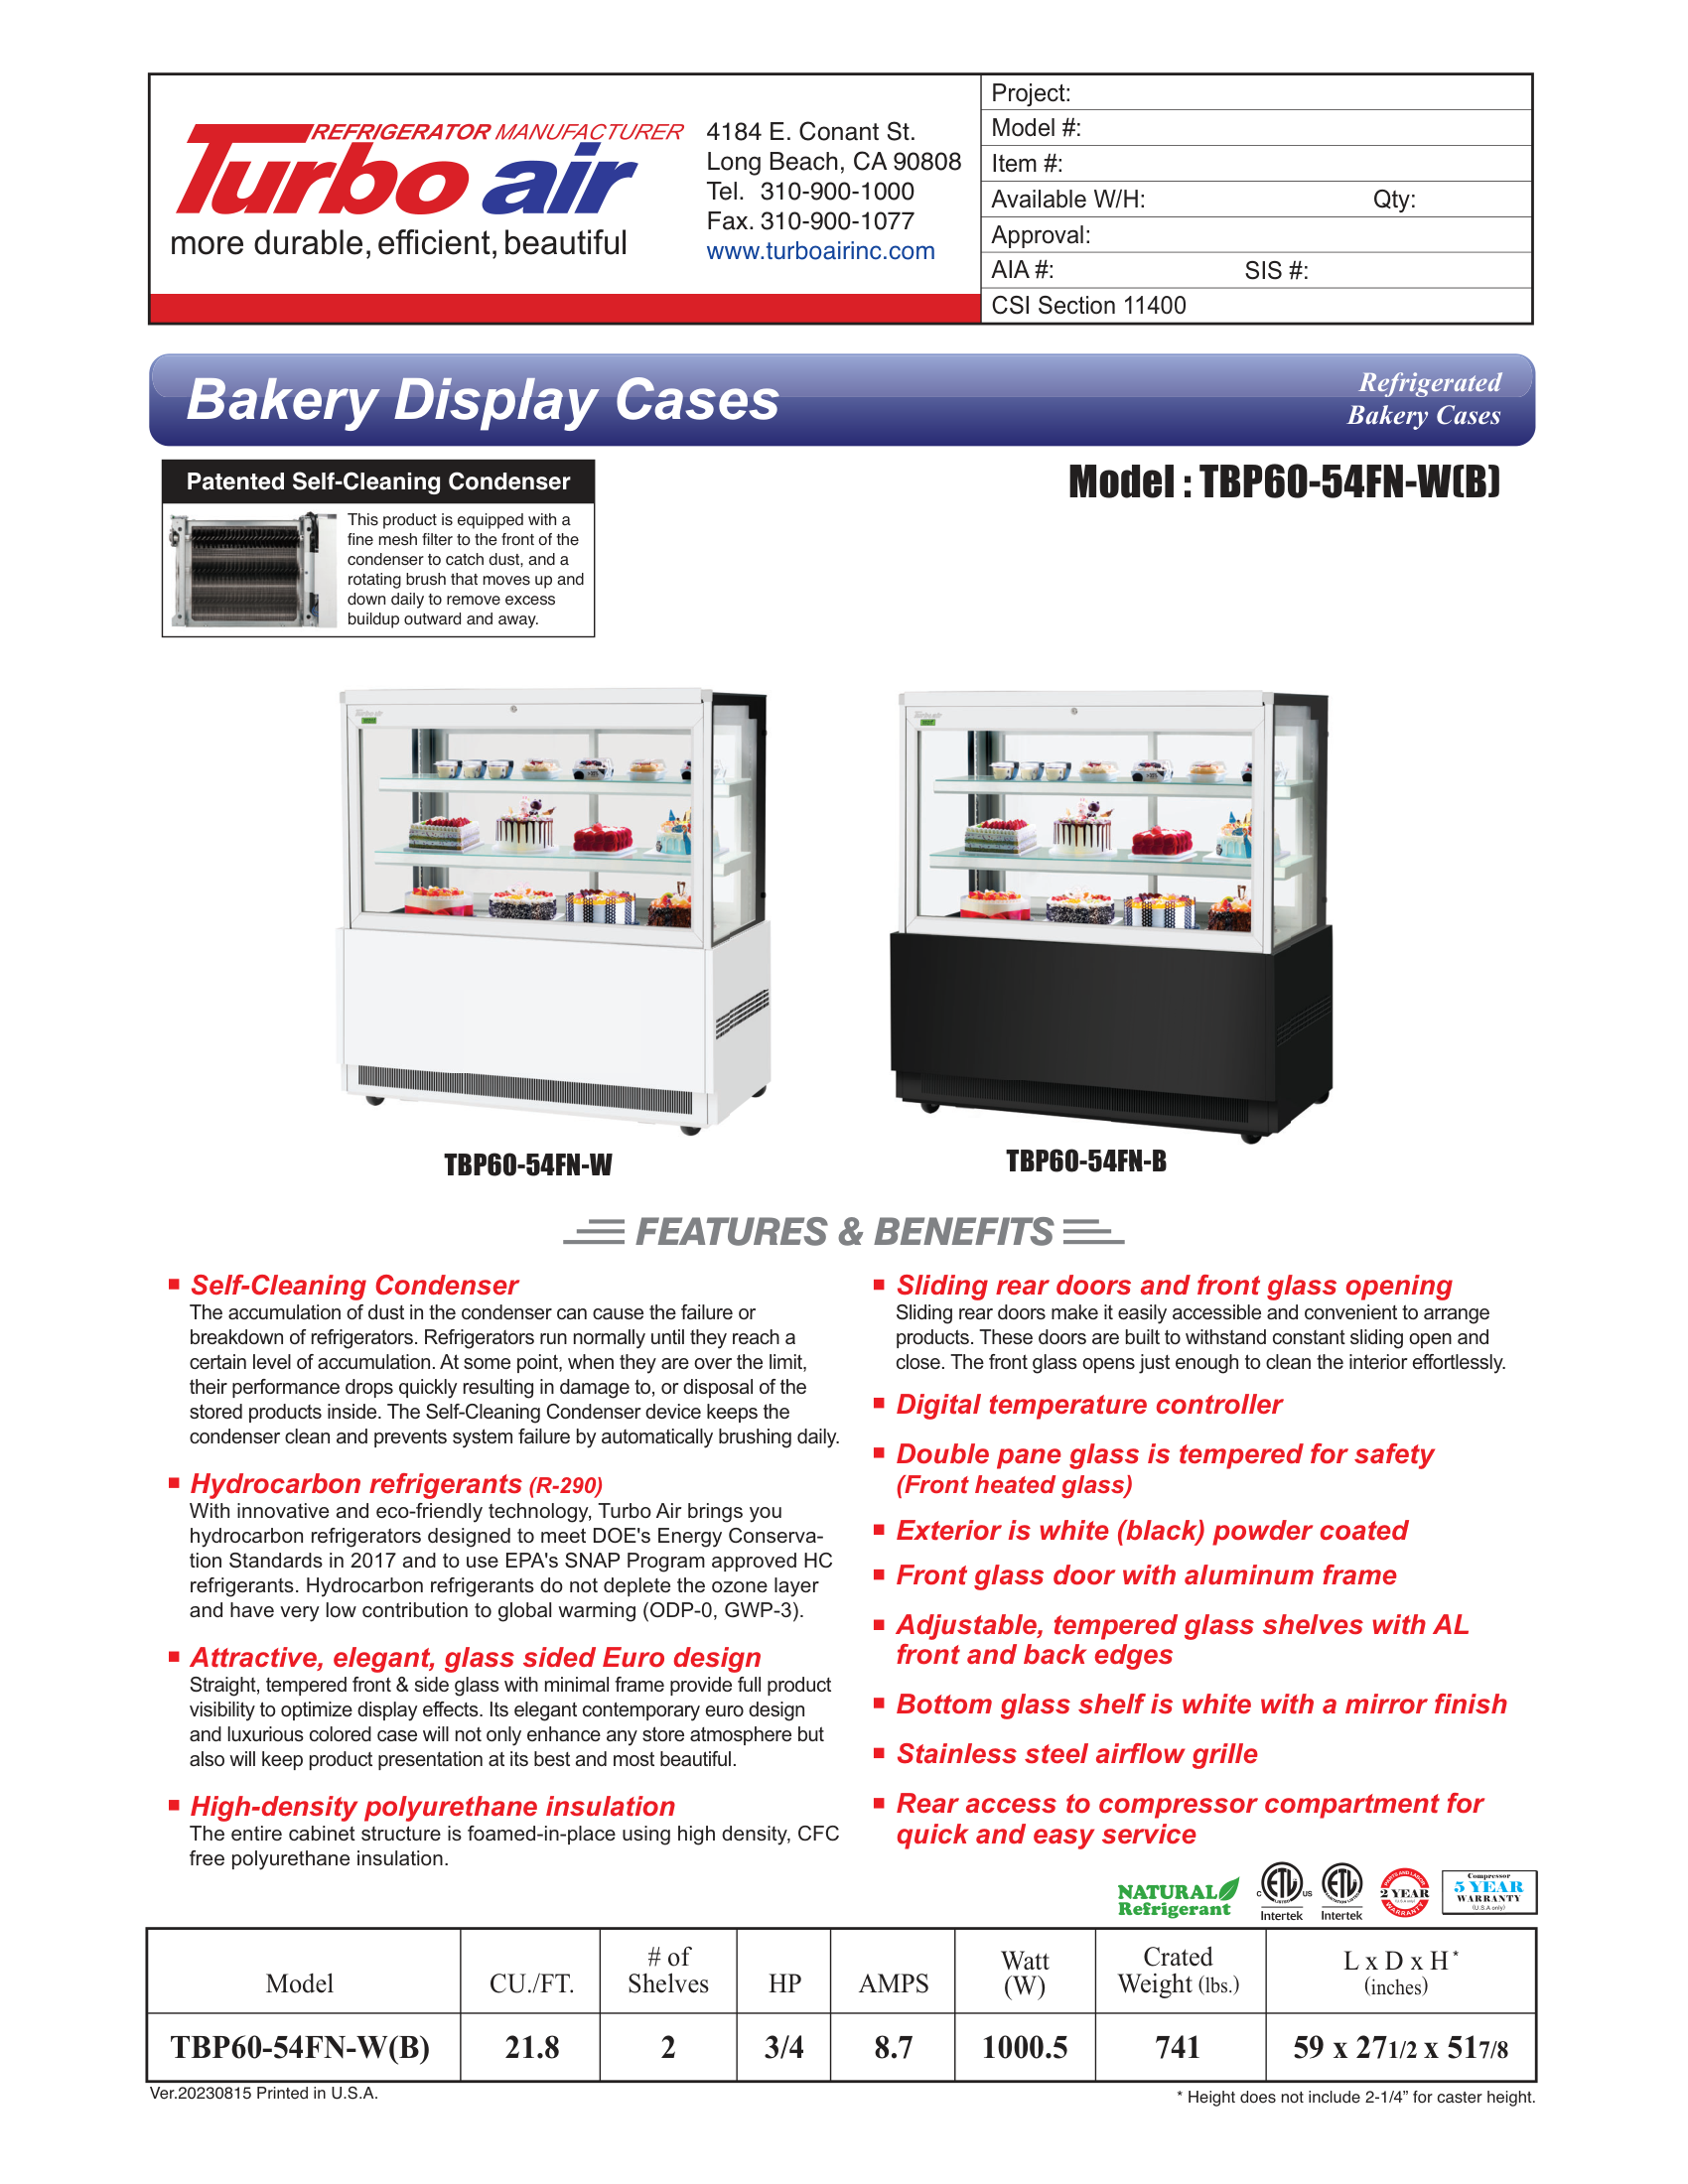 REFRIGERATOR MANUFACTURER
Turbo air
more durable, efficient, beautiful
4184 E. Conant St.
Long Beach, CA 90808
Tel. 310-900-1000
Fax. 310-900-1077
www.turboairinc.com
Project:
Model #:
Item #:
Available W/H: Qty:
Approval:
AIA #: SIS #:
CSI Section 11400
Bakery Display Cases
Refrigerated
Bakery Cases
Patented Self-Cleaning Condenser
This product is equipped with a
fine mesh filter to the front of the
condenser to catch dust, and a
rotating brush that moves up and
down daily to remove excess
buildup outward and away.
Model : TBP60-54FN-W(B)
Turbo air
Turbo air
TBP60-54FN-W
TBP60-54FN-B
FEATURES & BENEFITS
Self-Cleaning Condenser
The accumulation of dust in the condenser can cause the failure or
breakdown of refrigerators. Refrigerators run normally until they reach a
certain level of accumulation. At some point, when they are over the limit,
their performance drops quickly resulting in damage to, or disposal of the
stored products inside. The Self-Cleaning Condenser device keeps the
condenser clean and prevents system failure by automatically brushing daily.
Hydrocarbon refrigerants (R-290)
With innovative and eco-friendly technology, Turbo Air brings you
hydrocarbon refrigerators designed to meet DOE's Energy Conserva-
tion Standards in 2017 and to use EPA's SNAP Program approved HC
refrigerants. Hydrocarbon refrigerants do not deplete the ozone layer
and have very low contribution to global warming (ODP-0, GWP-3).
Attractive, elegant, glass sided Euro design
Straight, tempered front & side glass with minimal frame provide full product
visibility to optimize display effects. Its elegant contemporary euro design
and luxurious colored case will not only enhance any store atmosphere but
also will keep product presentation at its best and most beautiful.
High-density polyurethane insulation
The entire cabinet structure is foamed-in-place using high density, CFC
free polyurethane insulation.
Sliding rear doors and front glass opening
Sliding rear doors make it easily accessible and convenient to arrange
products. These doors are built to withstand constant sliding open and
close. The front glass opens just enough to clean the interior effortlessly.
Digital temperature controller
Double pane glass is tempered for safety
(Front heated glass)
Exterior is white (black) powder coated
Front glass door with aluminum frame
Adjustable, tempered glass shelves with AL
front and back edges
Bottom glass shelf is white with a mirror finish
Stainless steel airflow grille
Rear access to compressor compartment for
quick and easy service
NATURAL
Refrigerant
C ETL US
Intertek
ETL
Intertek
PARTS AND LABOR
2 YEAR
WARRANTY
Compressor
5 YEAR
WARRANTY
(U.S.A only)
Model CU./FT. # of Shelves HP AMPS Watt (W) Crated Weight (lbs.) L x D x H* (inches)
TBP60-54FN-W(B) 21.8 2 3/4 8.7 1000.5 741 59 x 27 1/2 x 51 7/8
Ver.20230815 Printed in U.S.A.
* Height does not include 2-1/4” for caster height.